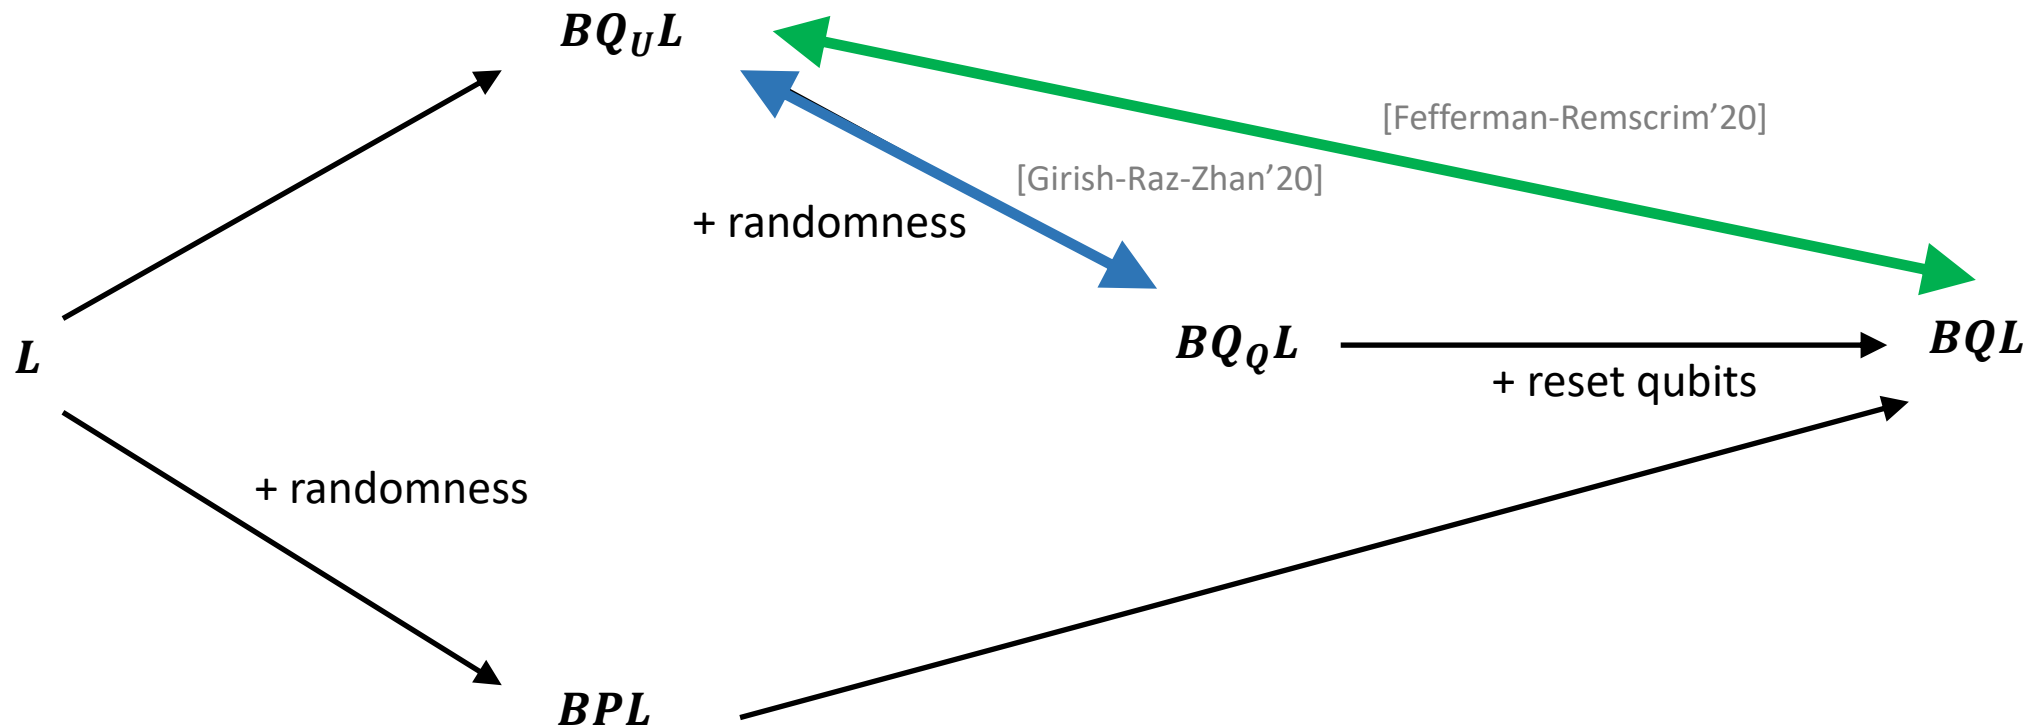 BQ_UL
[Fefferman-Remscrim’20]
[Girish-Raz-Zhan’20]
+ randomness
L
BQ_QL
BQL
+ reset qubits
+ randomness
BPL